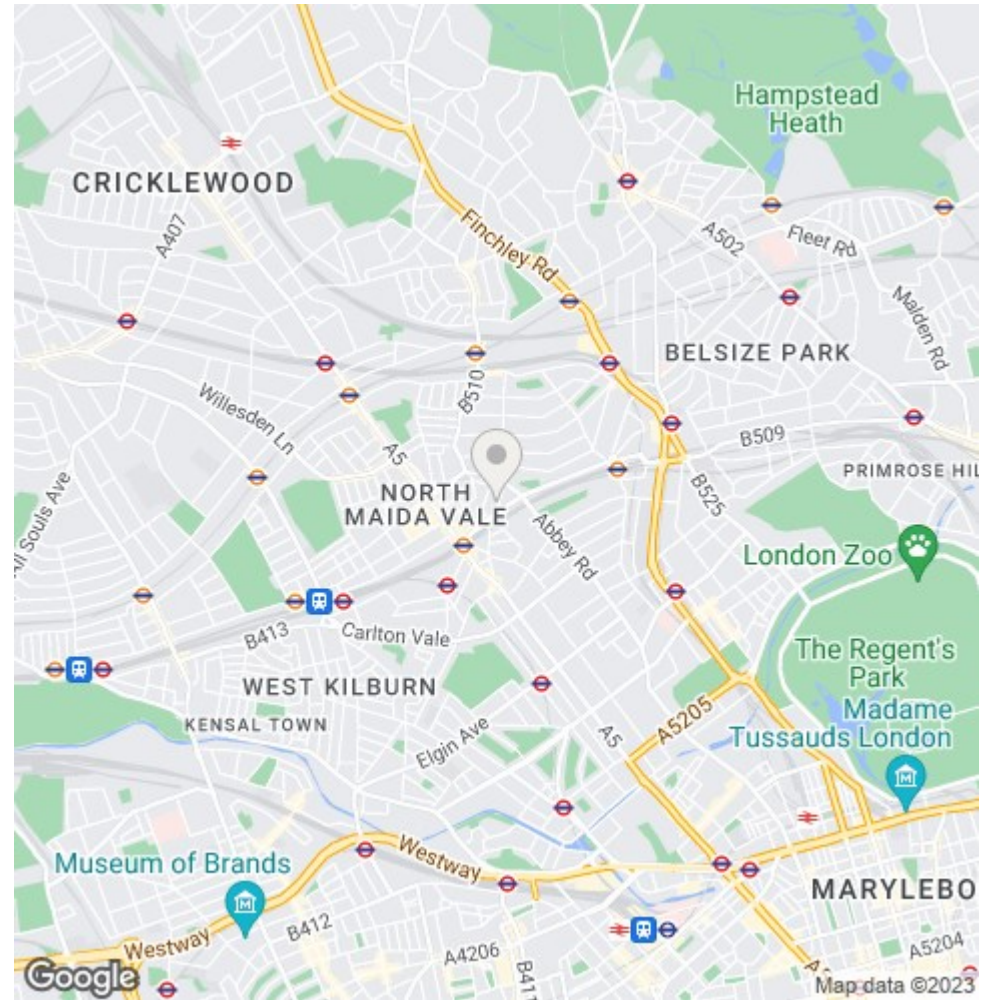 Hampstead
Heath
CRICKLEWOOD
A407
Finchley Rd
A502
Fleet Rd
Malden Rd
BELSIZE PARK
B510
Willesden Ln
A5
B509
NORTH
MAIDA VALE
PRIMROSE HIL
B525
All Souls Ave
Abbey Rd
London Zoo
B413
Carlton Vale
The Regent's
Park
WEST KILBURN
Madame
Tussauds London
KENSAL TOWN
A5205
A5
Elgin Ave
Museum of Brands
Westway
MARYLEBO
B412
Westway
A4206
B411
A5204
Google
Map data ©2023